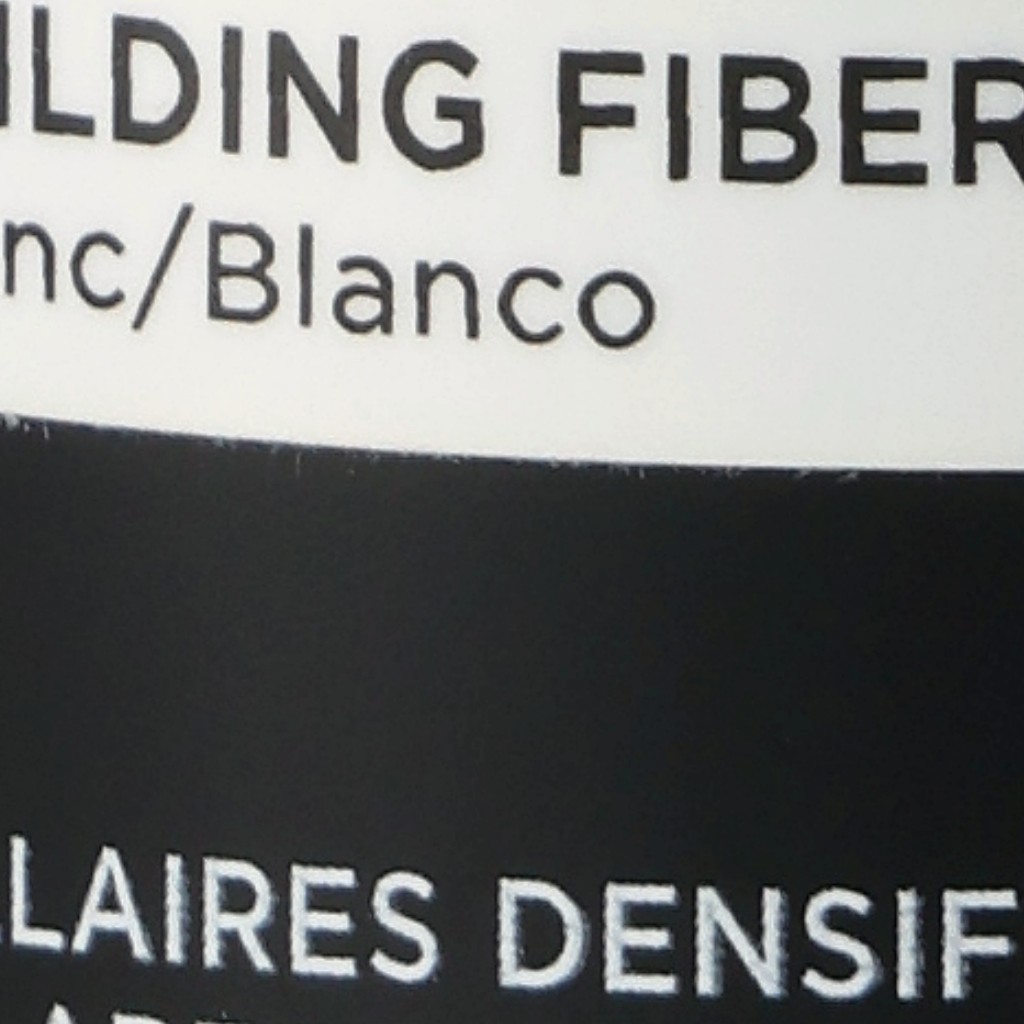 ILDING FIBER
nc/Blanco
LAIRES DENSIF